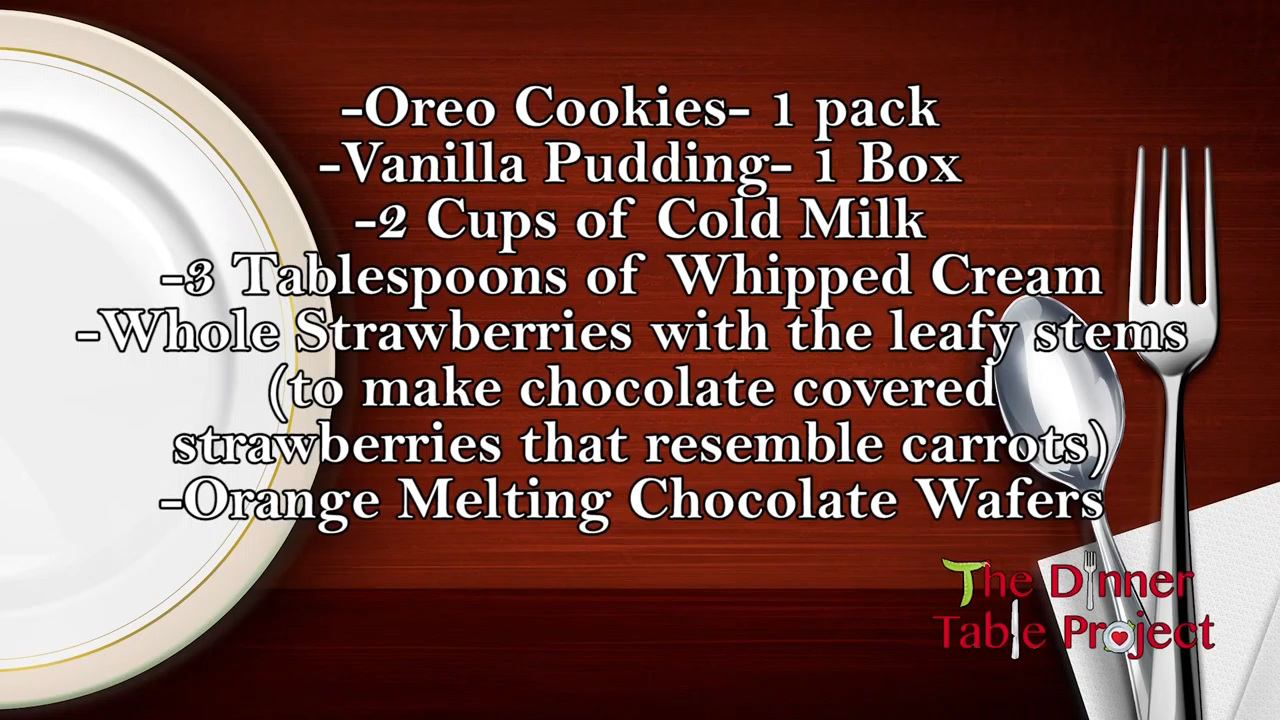 -Oreo Cookies- 1 pack
-Vanilla Pudding- 1 Box
-2 Cups of Cold Milk
-3 Tablespoons of Whipped Cream
-Whole Strawberries with the leafy stems
(to make chocolate covered
strawberries that resemble carrots)
-Orange Melting Chocolate Wafers
The Dinner
Table Project